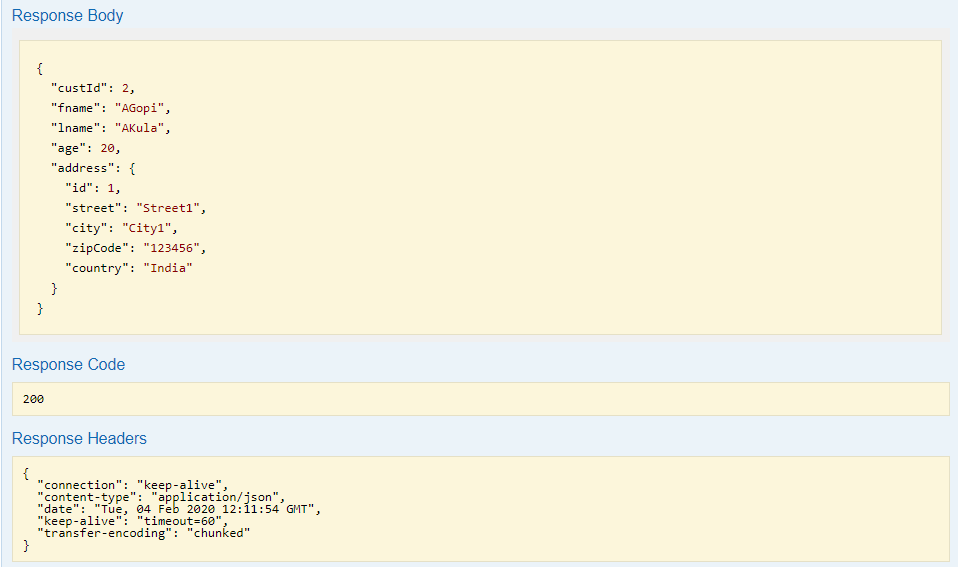 Response Body
{
"custId": 2,
"fname": "AGopi",
"lname": "AKula",
"age": 20,
"address": {
"id": 1,
"street": "Street1",
"city": "City1",
"zipCode": "123456",
"country": "India"
}
}
Response Code
200
Response Headers
{
"connection": "keep-alive",
"content-type": "application/json",
"date": "Tue, 04 Feb 2020 12:11:54 GMT",
"keep-alive": "timeout=60",
"transfer-encoding": "chunked"
}